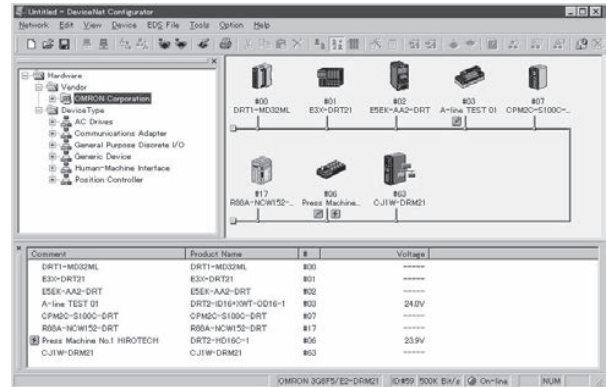 Untitled - DeviceNet Configurator
Network Edit View Device EDS File Tools Option Help
Hardware
Vendor
OMRON Corporation
DeviceType
AC Drives
Communications Adapter
General Purpose Discrete I/O
Generic Device
Human-Machine Interface
Position Controller
#00 #01 #02 #03 #07
DRT1-MD32ML E3X-DRT21 E5EK-AA2-DRT A-line TEST 01 CPM2C-S100C-...
#17 #06 #63
R88A-NCW152-... Press Machine... CJ1W-DRM21
Comment Product Name # Voltage
DRT1-MD32ML DRT1-MD32ML #00 -----
E3X-DRT21 E3X-DRT21 #01 -----
E5EK-AA2-DRT E5EK-AA2-DRT #02 -----
A-line TEST 01 DRT2-ID16+XWT-OD16-1 #03 24.0V
CPM2C-S100C-DRT CPM2C-S100C-DRT #07 -----
R88A-NCW152-DRT R88A-NCW152-DRT #17 -----
Press Machine No.1 HIROTECH DRT2-HD16C-1 #06 23.9V
CJ1W-DRM21 CJ1W-DRM21 #63 -----
OMRON 3G8F5/E2-DRM21 ID:#59 500K Bit/s On-line NUM